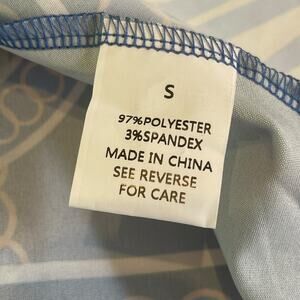 S
97%POLYESTER
3%SPANDEX
MADE IN CHINA
SEE REVERSE
FOR CARE